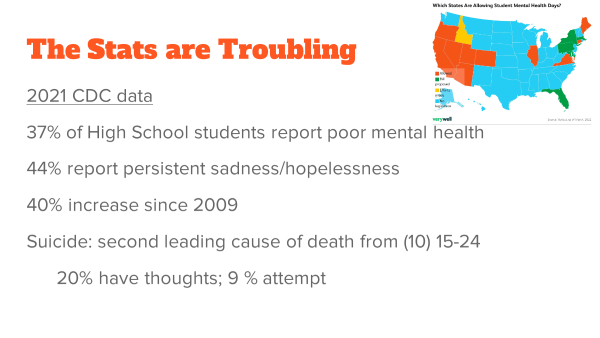 Which States Are Allowing Student Mental Health Days?
The Stats are Troubling
2021 CDC data
37% of High School students report poor mental health
44% report persistent sadness/hopelessness
40% increase since 2009
Suicide: second leading cause of death from (10) 15-24
20% have thoughts; 9 % attempt
verywell